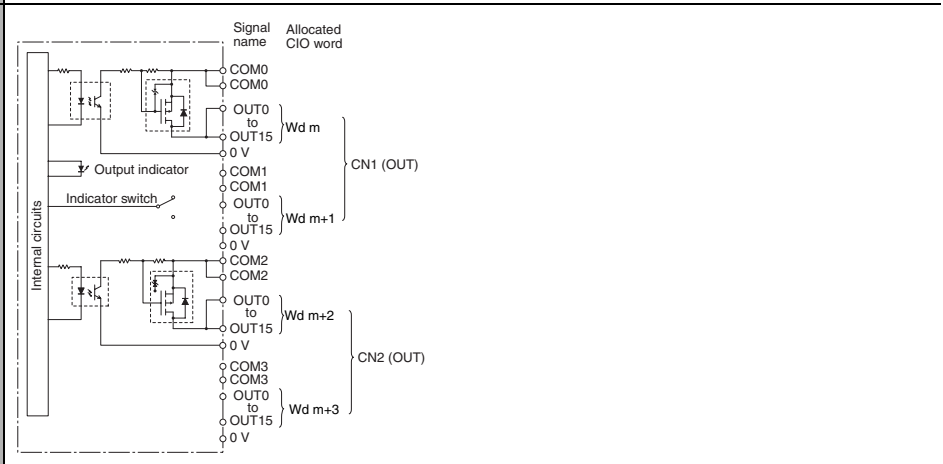 Signal name
Allocated CIO word
COM0
COM0
OUT0
to
OUT15
Wd m
0 V
CN1 (OUT)
Output indicator
COM1
COM1
Indicator switch
OUT0
to
OUT15
Wd m+1
0 V
Internal circuits
COM2
COM2
OUT0
to
OUT15
Wd m+2
0 V
CN2 (OUT)
COM3
COM3
OUT0
to
OUT15
Wd m+3
0 V